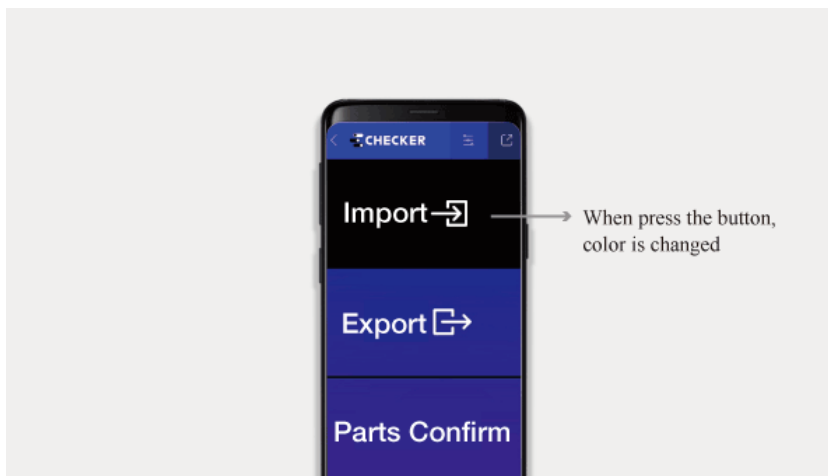 CHECKER
Import
When press the button,
color is changed
Export
Parts Confirm